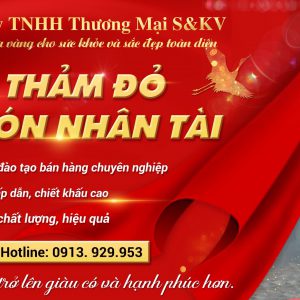 TNHH Thương Mại S&KV
vàng cho sức khỏe và sắc đẹp toàn diện
THẢM ĐỎ
ÓN NHÂN TÀI
đào tạo bán hàng chuyên nghiệp
ấp dẫn, chiết khấu cao
chất lượng, hiệu quả
Hotline: 0913. 929.953
trở lên giàu có và hạnh phúc hơn.